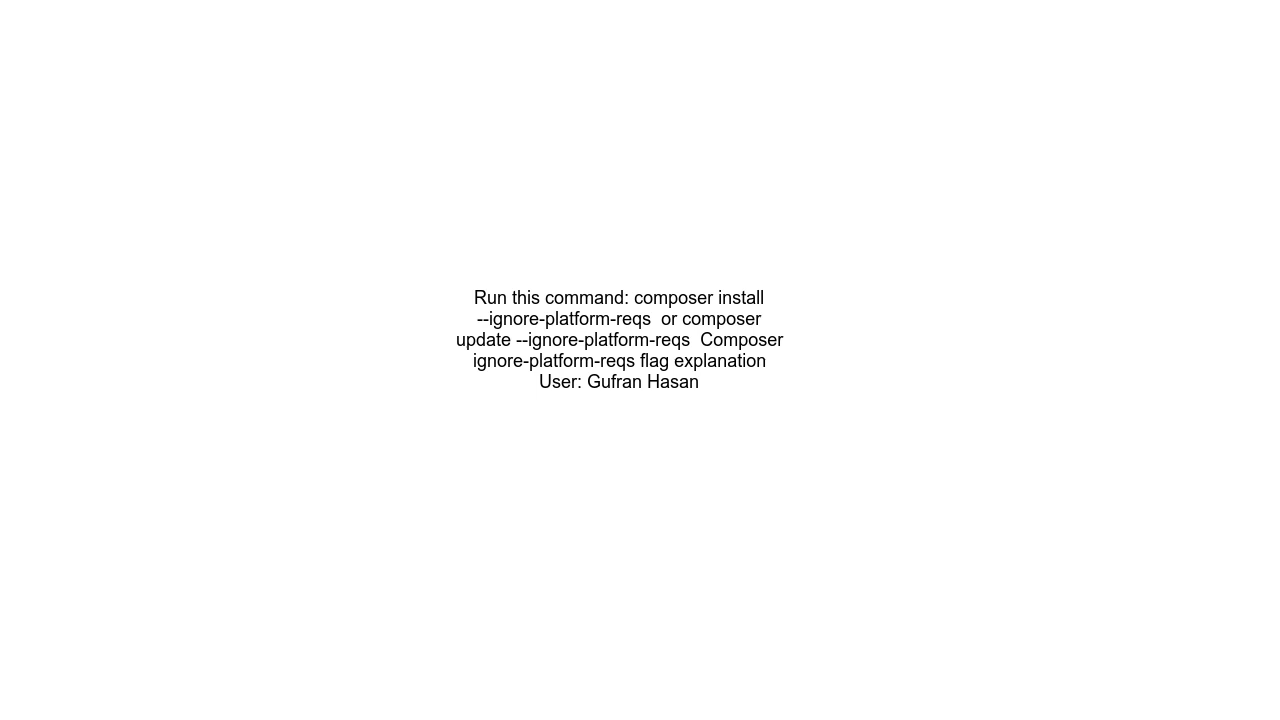 Run this command: composer install
--ignore-platform-reqs  or composer
update --ignore-platform-reqs  Composer
ignore-platform-reqs flag explanation
User: Gufran Hasan